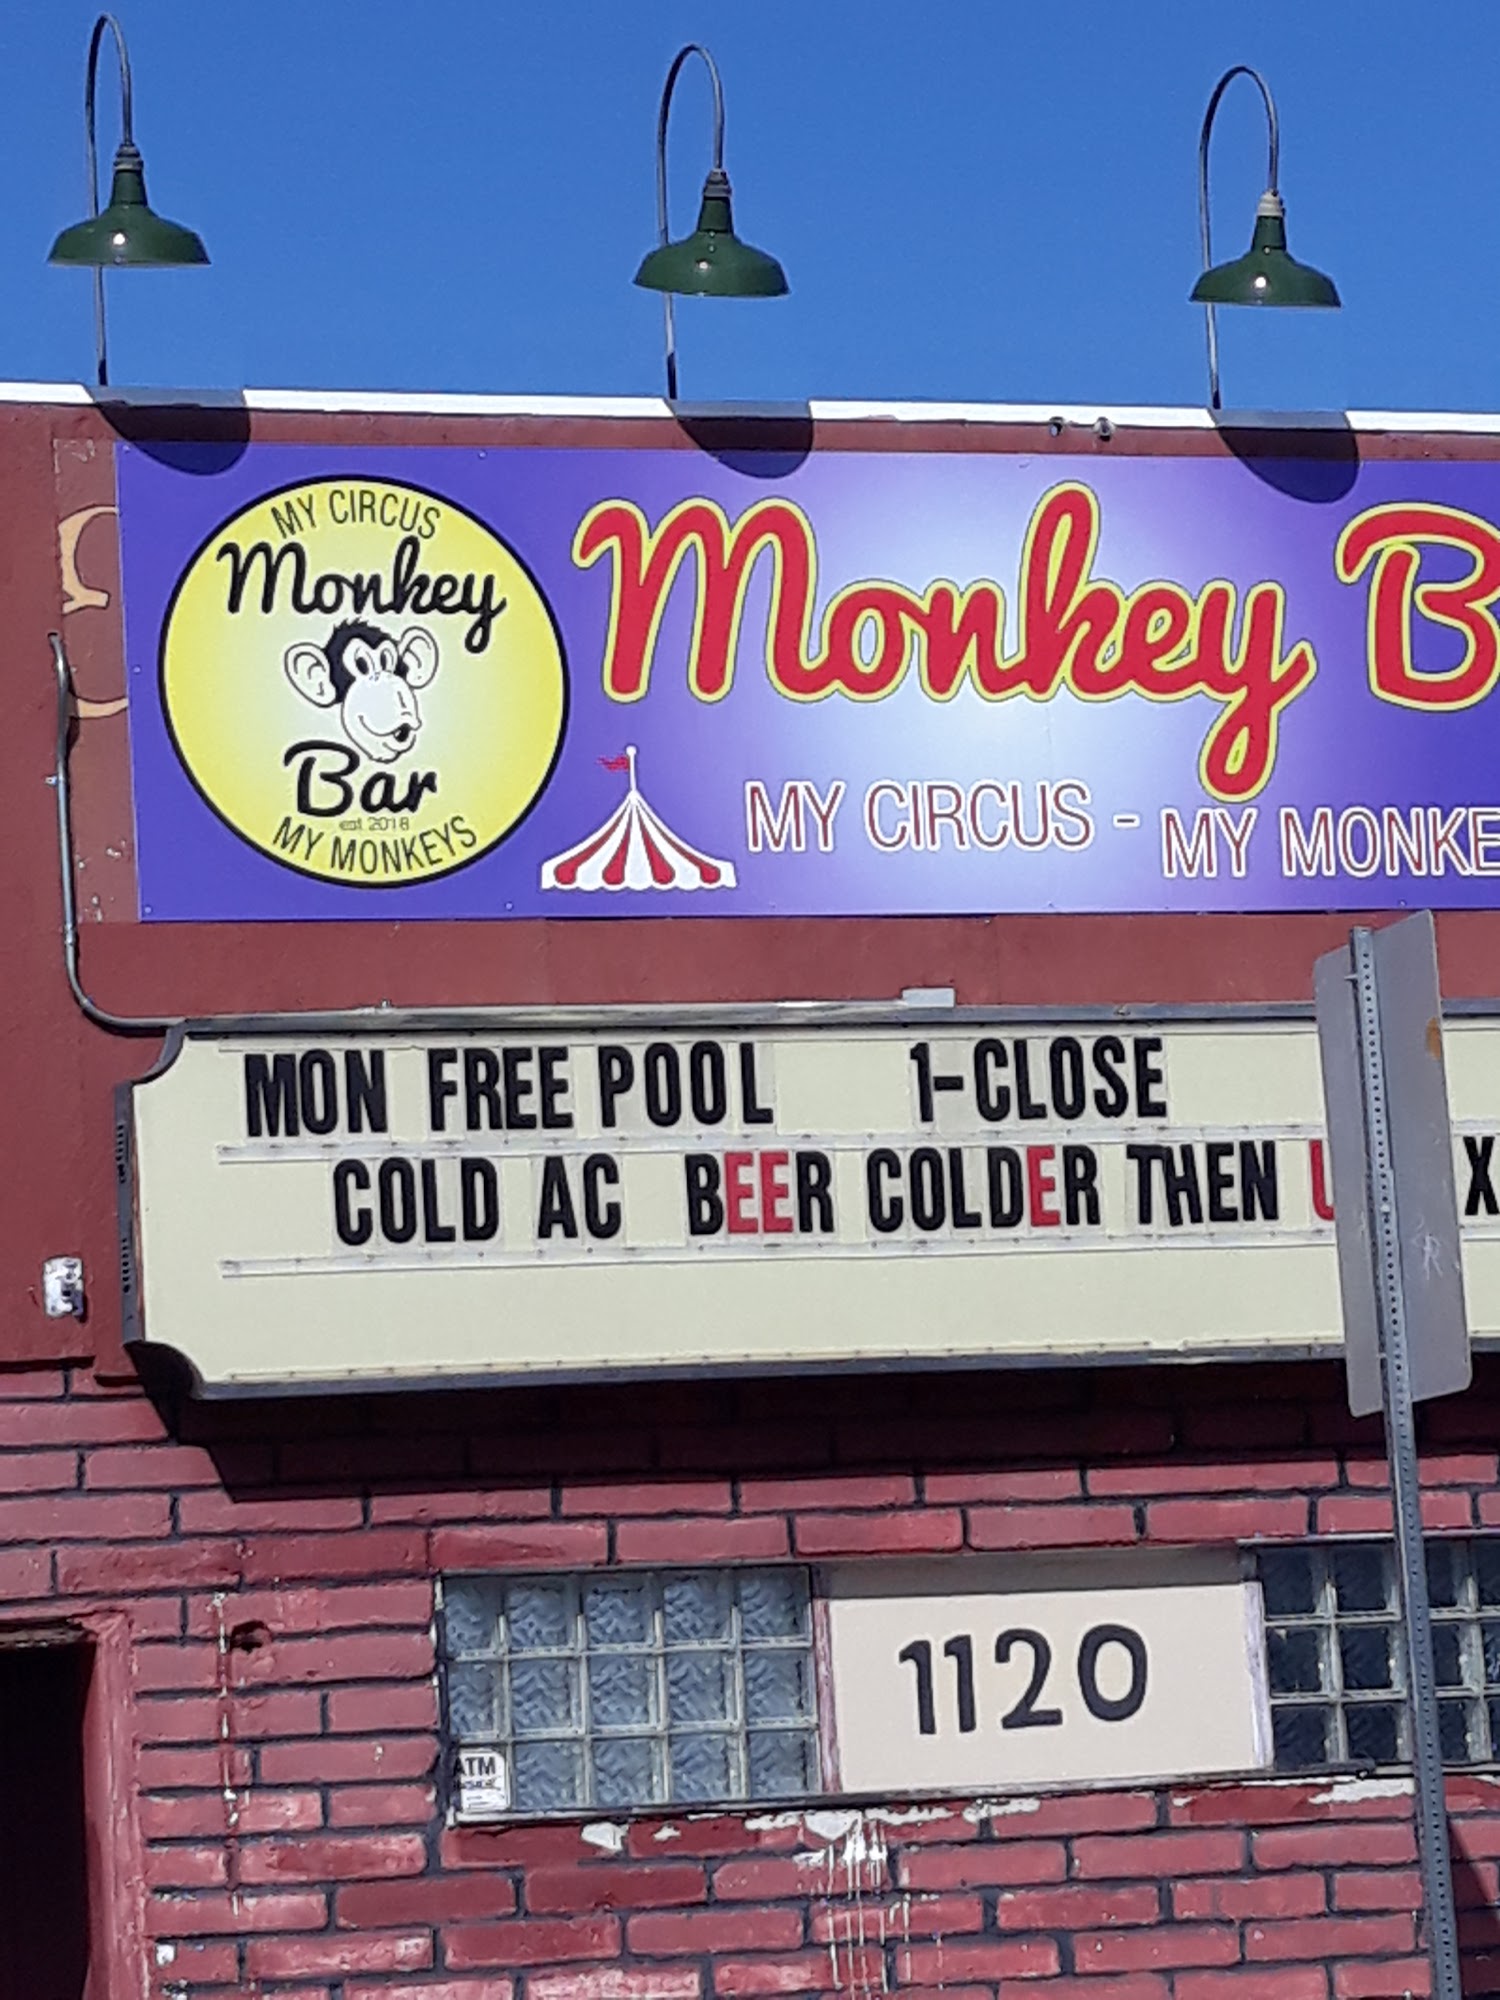 MY CIRCUS
Monkey
Bar
est 2018
MY MONKEYS
Monkey B
MY CIRCUS - MY MONKE
MON FREE POOL 1-CLOSE
COLD AC BEER COLDER THEN U X
1120
ATM